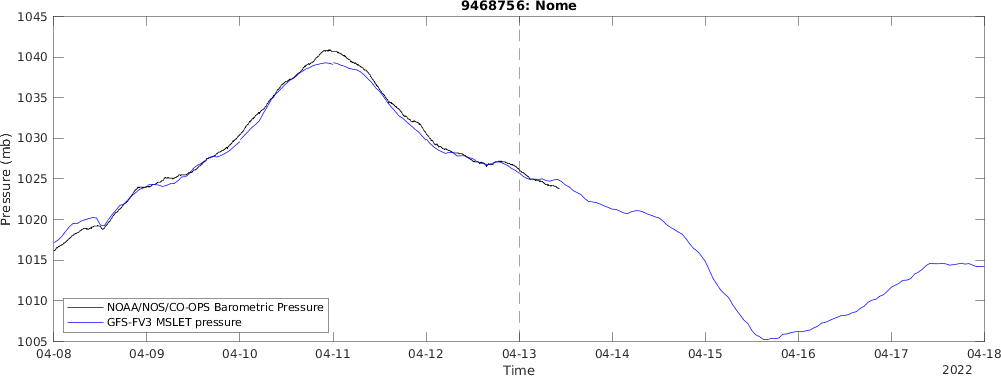 9468756: Nome
1045
1040
1035
1030
1025
1020
1015
1010
1005
Pressure (mb)
NOAA/NOS/CO-OPS Barometric Pressure
GFS-FV3 MSLET pressure
04-08 04-09 04-10 04-11 04-12 04-13 04-14 04-15 04-16 04-17 04-18
Time
2022